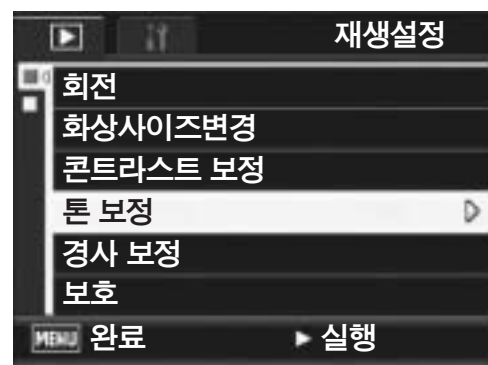 재생설정
회전
화상사이즈변경
콘트라스트 보정
톤 보정
경사 보정
보호
MENU 완료 ▶ 실행